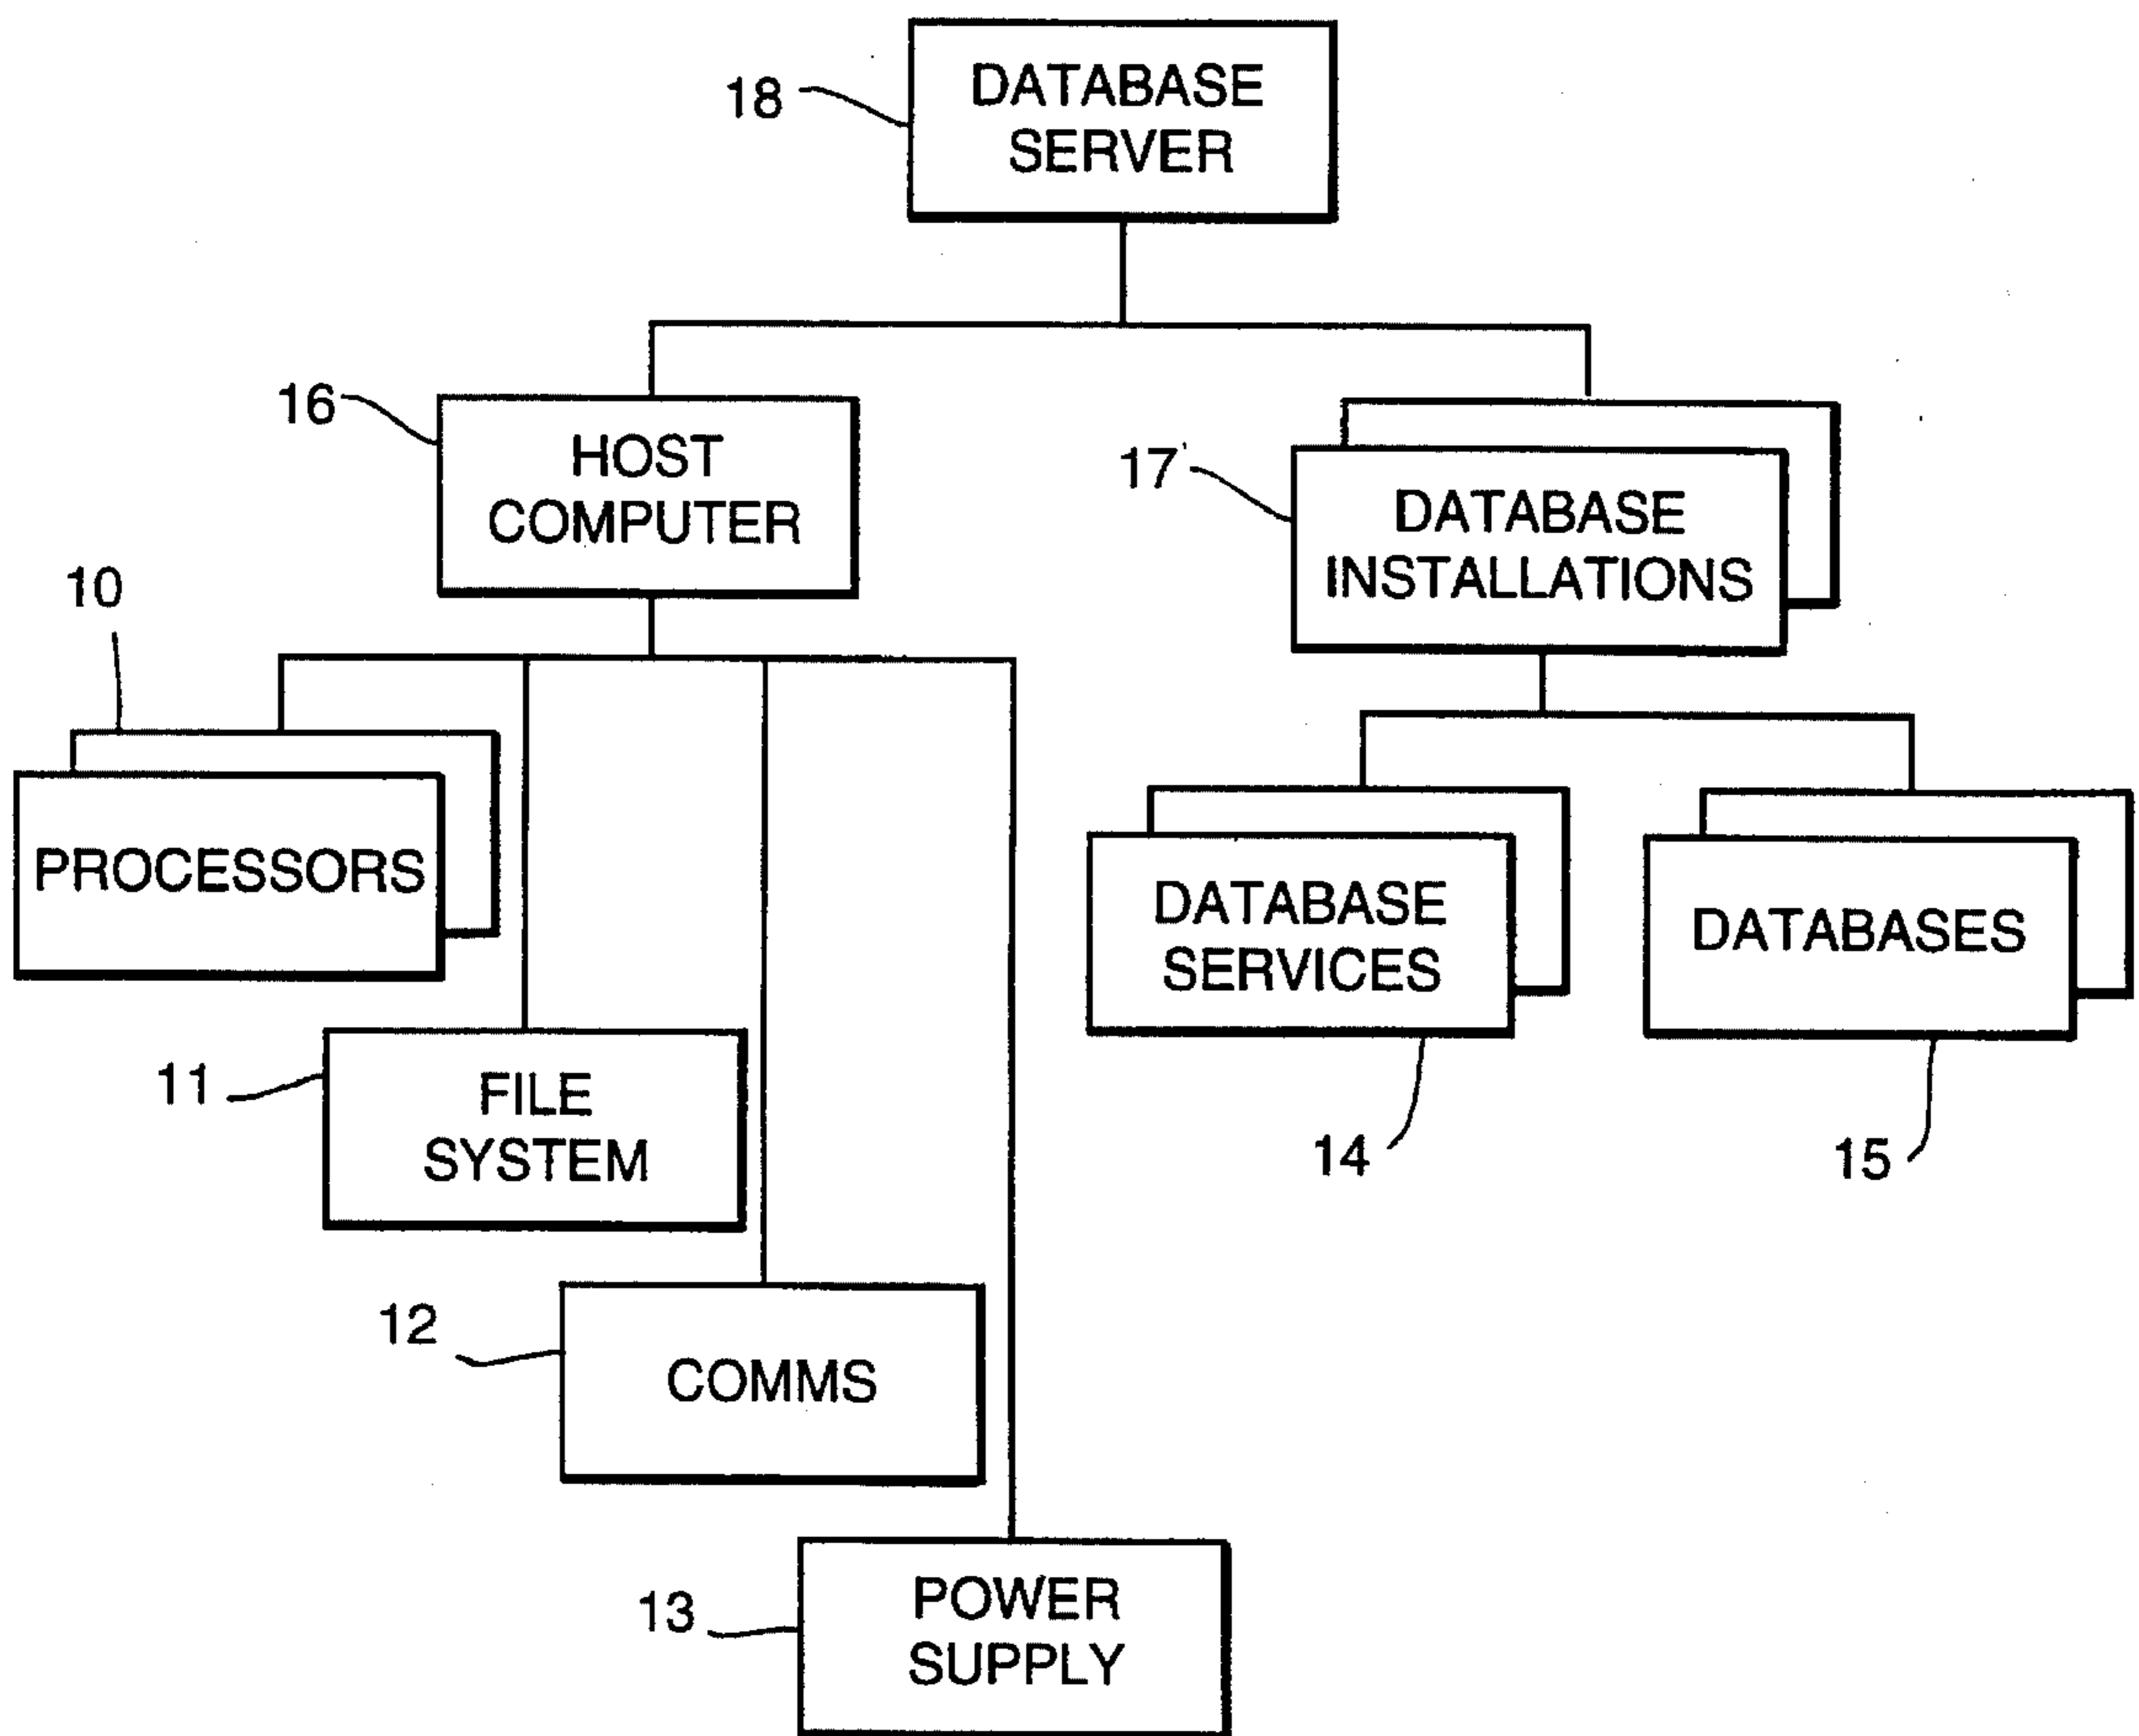 18
DATABASE
SERVER
16
HOST
COMPUTER
17
DATABASE
INSTALLATIONS
10
PROCESSORS
DATABASE
SERVICES
DATABASES
11
FILE
SYSTEM
14
15
12
COMMS
13
POWER
SUPPLY